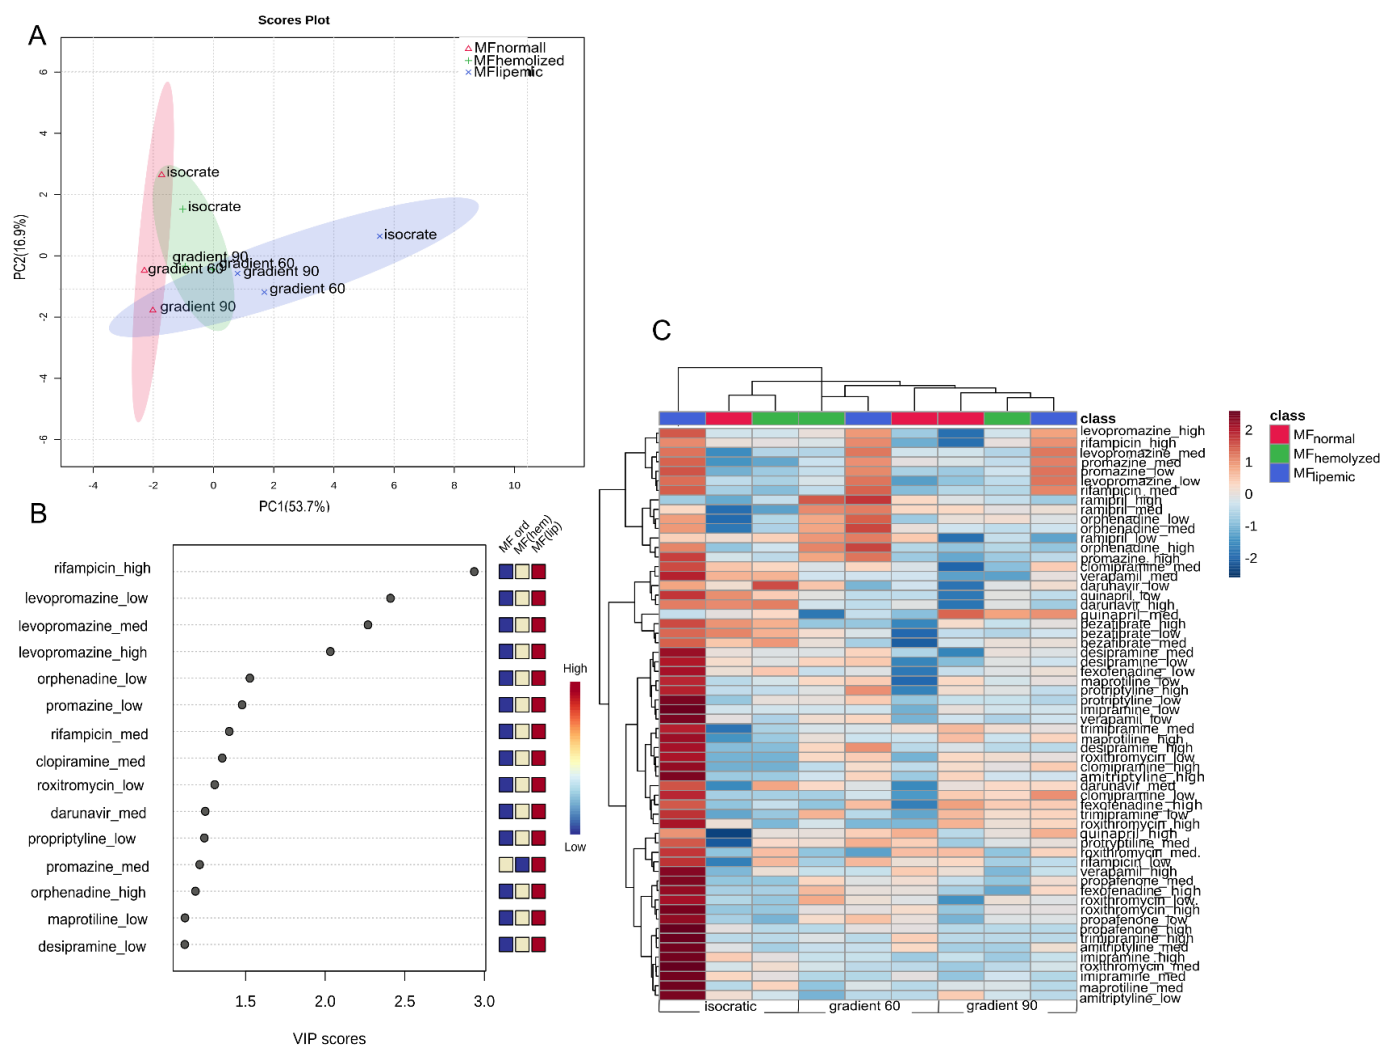 A
Scores Plot
MFnormall
MFhemolized
MFlipemic
PC2(16.9%)
6
4
2
0
-2
-4
-6
isocrate
isocrate
isocrate
gradient 90
gradient 60
gradient 60
gradient 90
gradient 60
gradient 90
-4
-2
0
2
4
6
8
10
PC1(53.7%)
B
MF ord
MF(hem)
MF(lip)
rifampicin_high
levopromazine_low
levopromazine_med
levopromazine_high
orphenadine_low
promazine_low
rifampicin_med
clopiramine_med
roxitromycin_low
darunavir_med
propriptyline_low
promazine_med
orphenadine_high
maprotiline_low
desipramine_low
High
Low
1.5
2.0
2.5
3.0
VIP scores
C
class
levopromazine_high
rifampicin_high
levopromazine_med
promazine_med
promazine_low
levopromazine_low
rifampicin_med
ramipril_high
ramipril_med
orphenadine_low
orphenadine_med
ramipril_low
orphenadine_high
promazine_high
clomipramine_med
verapamil_med
darunavir_low
quinapril_low
darunavir_high
quinapril_med
bezafibrate_high
bezafibrate_low
bezafibrate_med
desipramine_med
desipramine_low
fexofenadine_low
maprotiline_low
protriptyline_high
protriptyline_low
imipramine_low
verapamil_low
trimipramine_med
maprotiline_high
desipramine_high
roxithromycin_low
clomipramine_high
amitriptyline_high
darunavir_med
clomipramine_low
fexofenadine_high
trimipramine_low
roxithromycin_high
quinapril_high
protryptiline_med
roxithromycin_med.
rifampicin_low
verapamil_high
propafenone_med
fexofenadine_high
roxithromycin_low.
roxithromycin_high
propafenone_low
propafenone_high
trimipramine_high
amitriptyline_med
imipramine_high
roxithromycin_med
imipramine_med
maprotiline_med
amitriptyline_low
isocratic
gradient 60
gradient 90
2
1
0
-1
-2
class
MFnormal
MFhemolyzed
MFlipemic